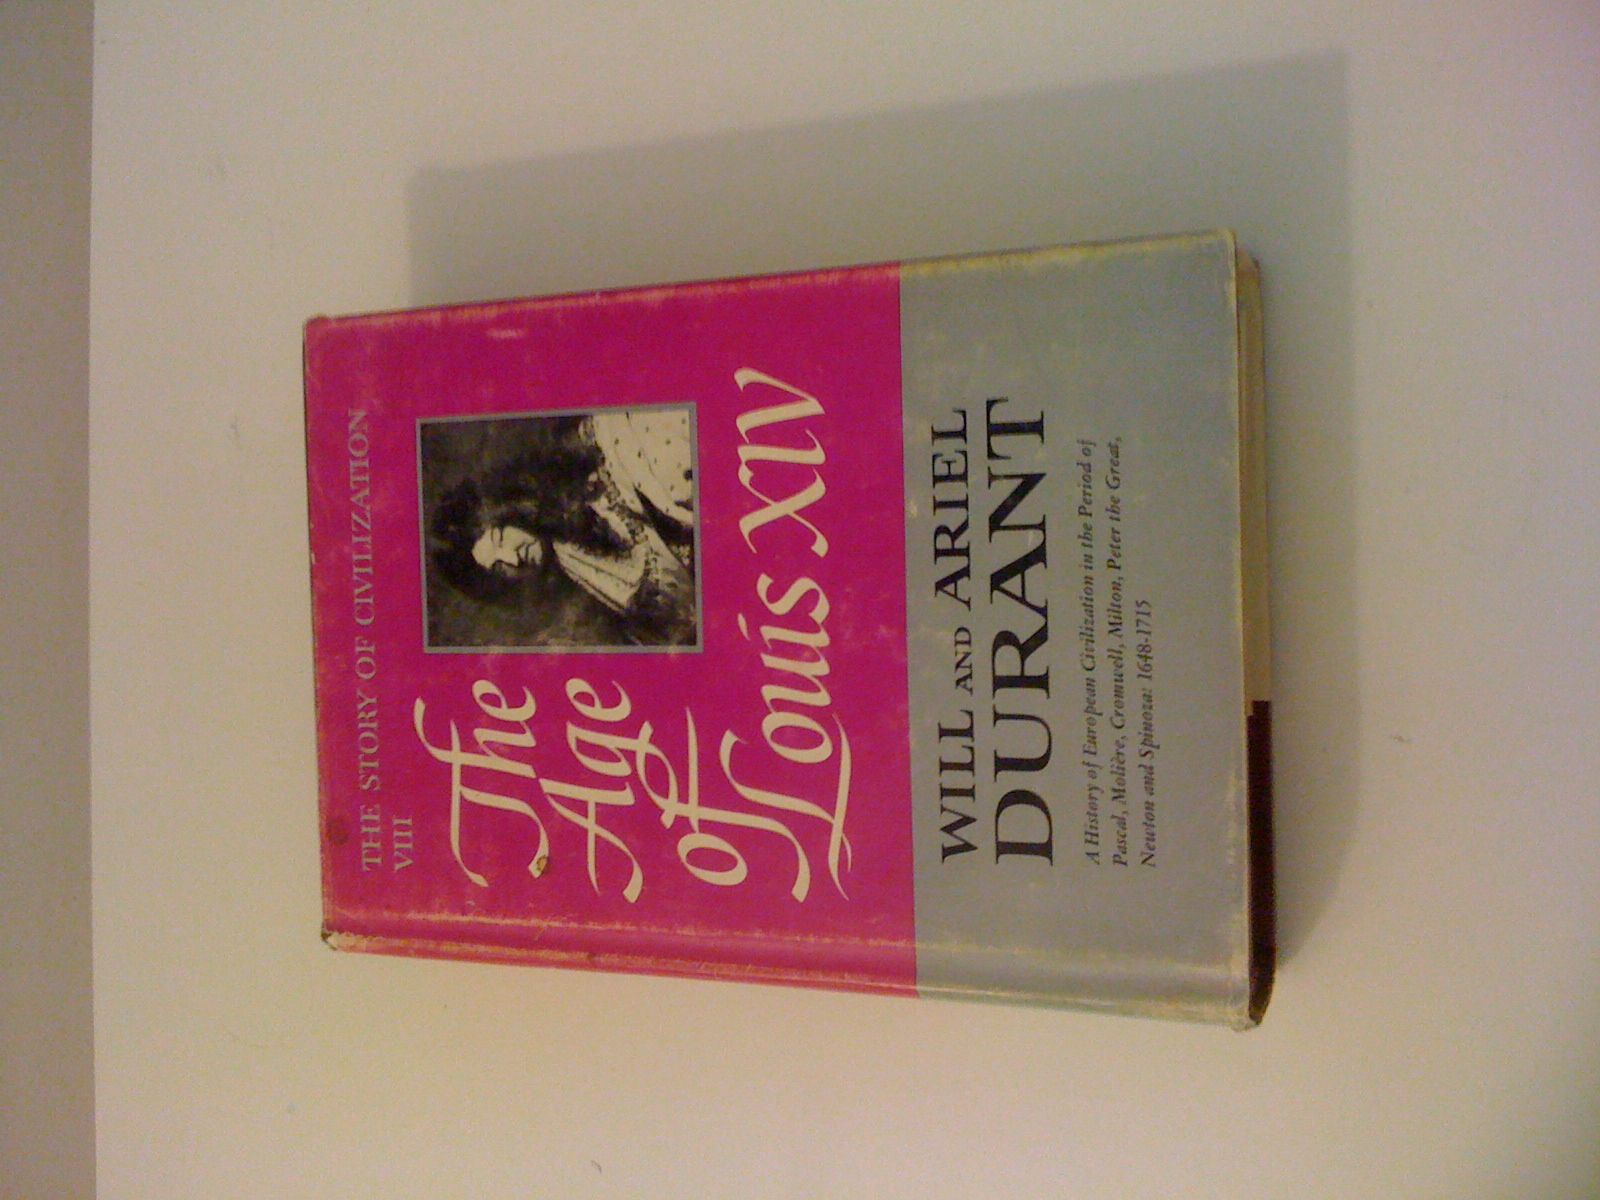 THE STORY OF CIVILIZATION
VIII
The
Age
of
Louis XIV
WILL AND ARIEL
DURANT
A History of European Civilization in the Period of
Pascal, Molière, Cromwell, Milton, Peter the Great,
Newton and Spinoza: 1648-1715